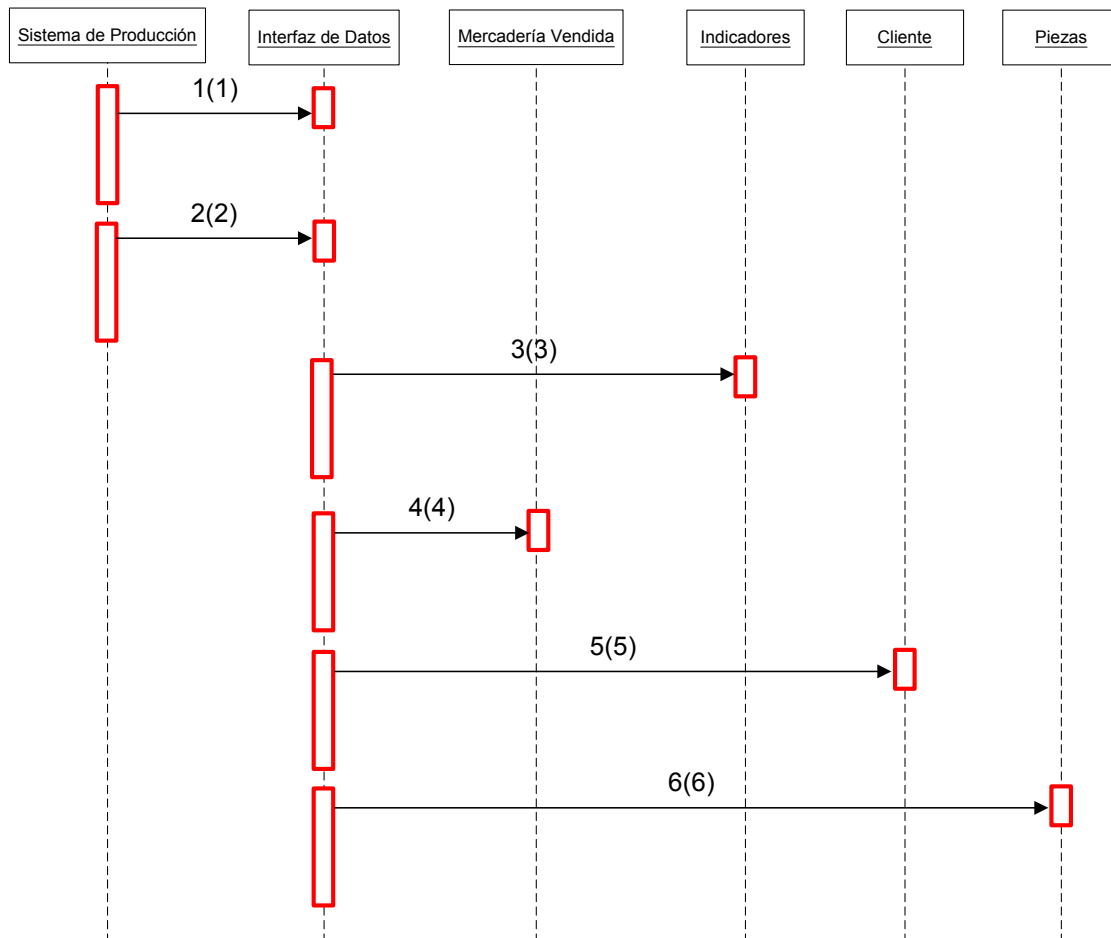 Sistema de Producción
Interfaz de Datos
Mercadería Vendida
Indicadores
Cliente
Piezas
1(1)
2(2)
3(3)
4(4)
5(5)
6(6)